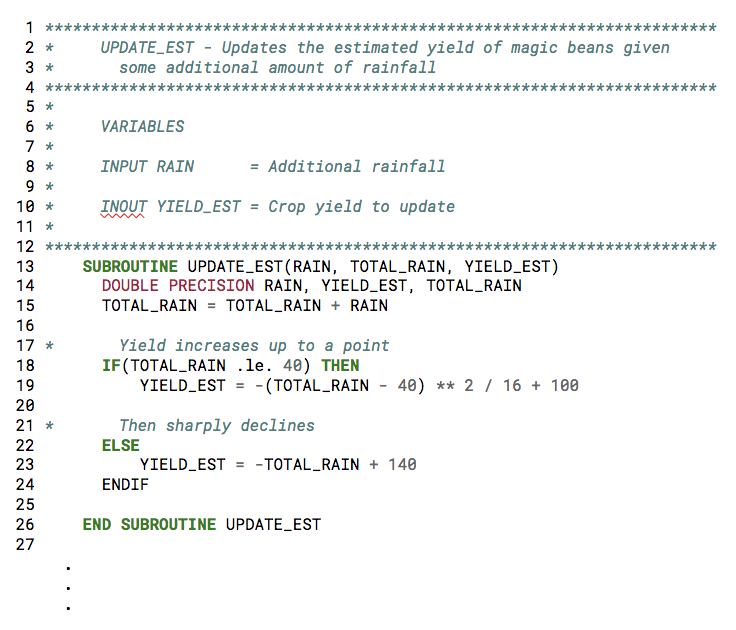 1 ************************************************************************
2 *     UPDATE_EST - Updates the estimated yield of magic beans given
3 *       some additional amount of rainfall
4 ************************************************************************
5 *
6 *     VARIABLES
7 *
8 *     INPUT RAIN      = Additional rainfall
9 *
10 *     INOUT YIELD_EST = Crop yield to update
11 *
12 ************************************************************************
13     SUBROUTINE UPDATE_EST(RAIN, TOTAL_RAIN, YIELD_EST)
14       DOUBLE PRECISION RAIN, YIELD_EST, TOTAL_RAIN
15       TOTAL_RAIN = TOTAL_RAIN + RAIN
16
17 *       Yield increases up to a point
18       IF(TOTAL_RAIN .le. 40) THEN
19           YIELD_EST = -(TOTAL_RAIN - 40) ** 2 / 16 + 100
20
21 *       Then sharply declines
22       ELSE
23           YIELD_EST = -TOTAL_RAIN + 140
24       ENDIF
25
26     END SUBROUTINE UPDATE_EST
27
.
.
.